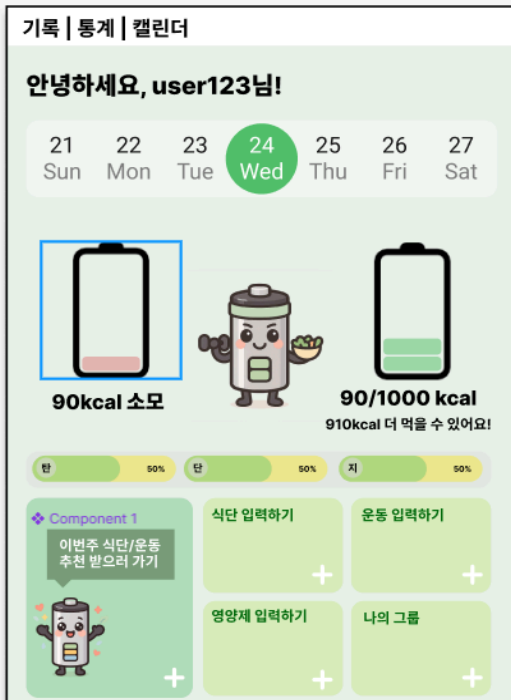 기록 | 통계 | 캘린더
안녕하세요, user123님!
21 22 23 24 25 26 27
Sun Mon Tue Wed Thu Fri Sat
90kcal 소모
90/1000 kcal
910kcal 더 먹을 수 있어요!
탄 50% 단 50% 지 50%
Component 1
이번주 식단/운동
추천 받으러 가기
식단 입력하기
운동 입력하기
영양제 입력하기
나의 그룹